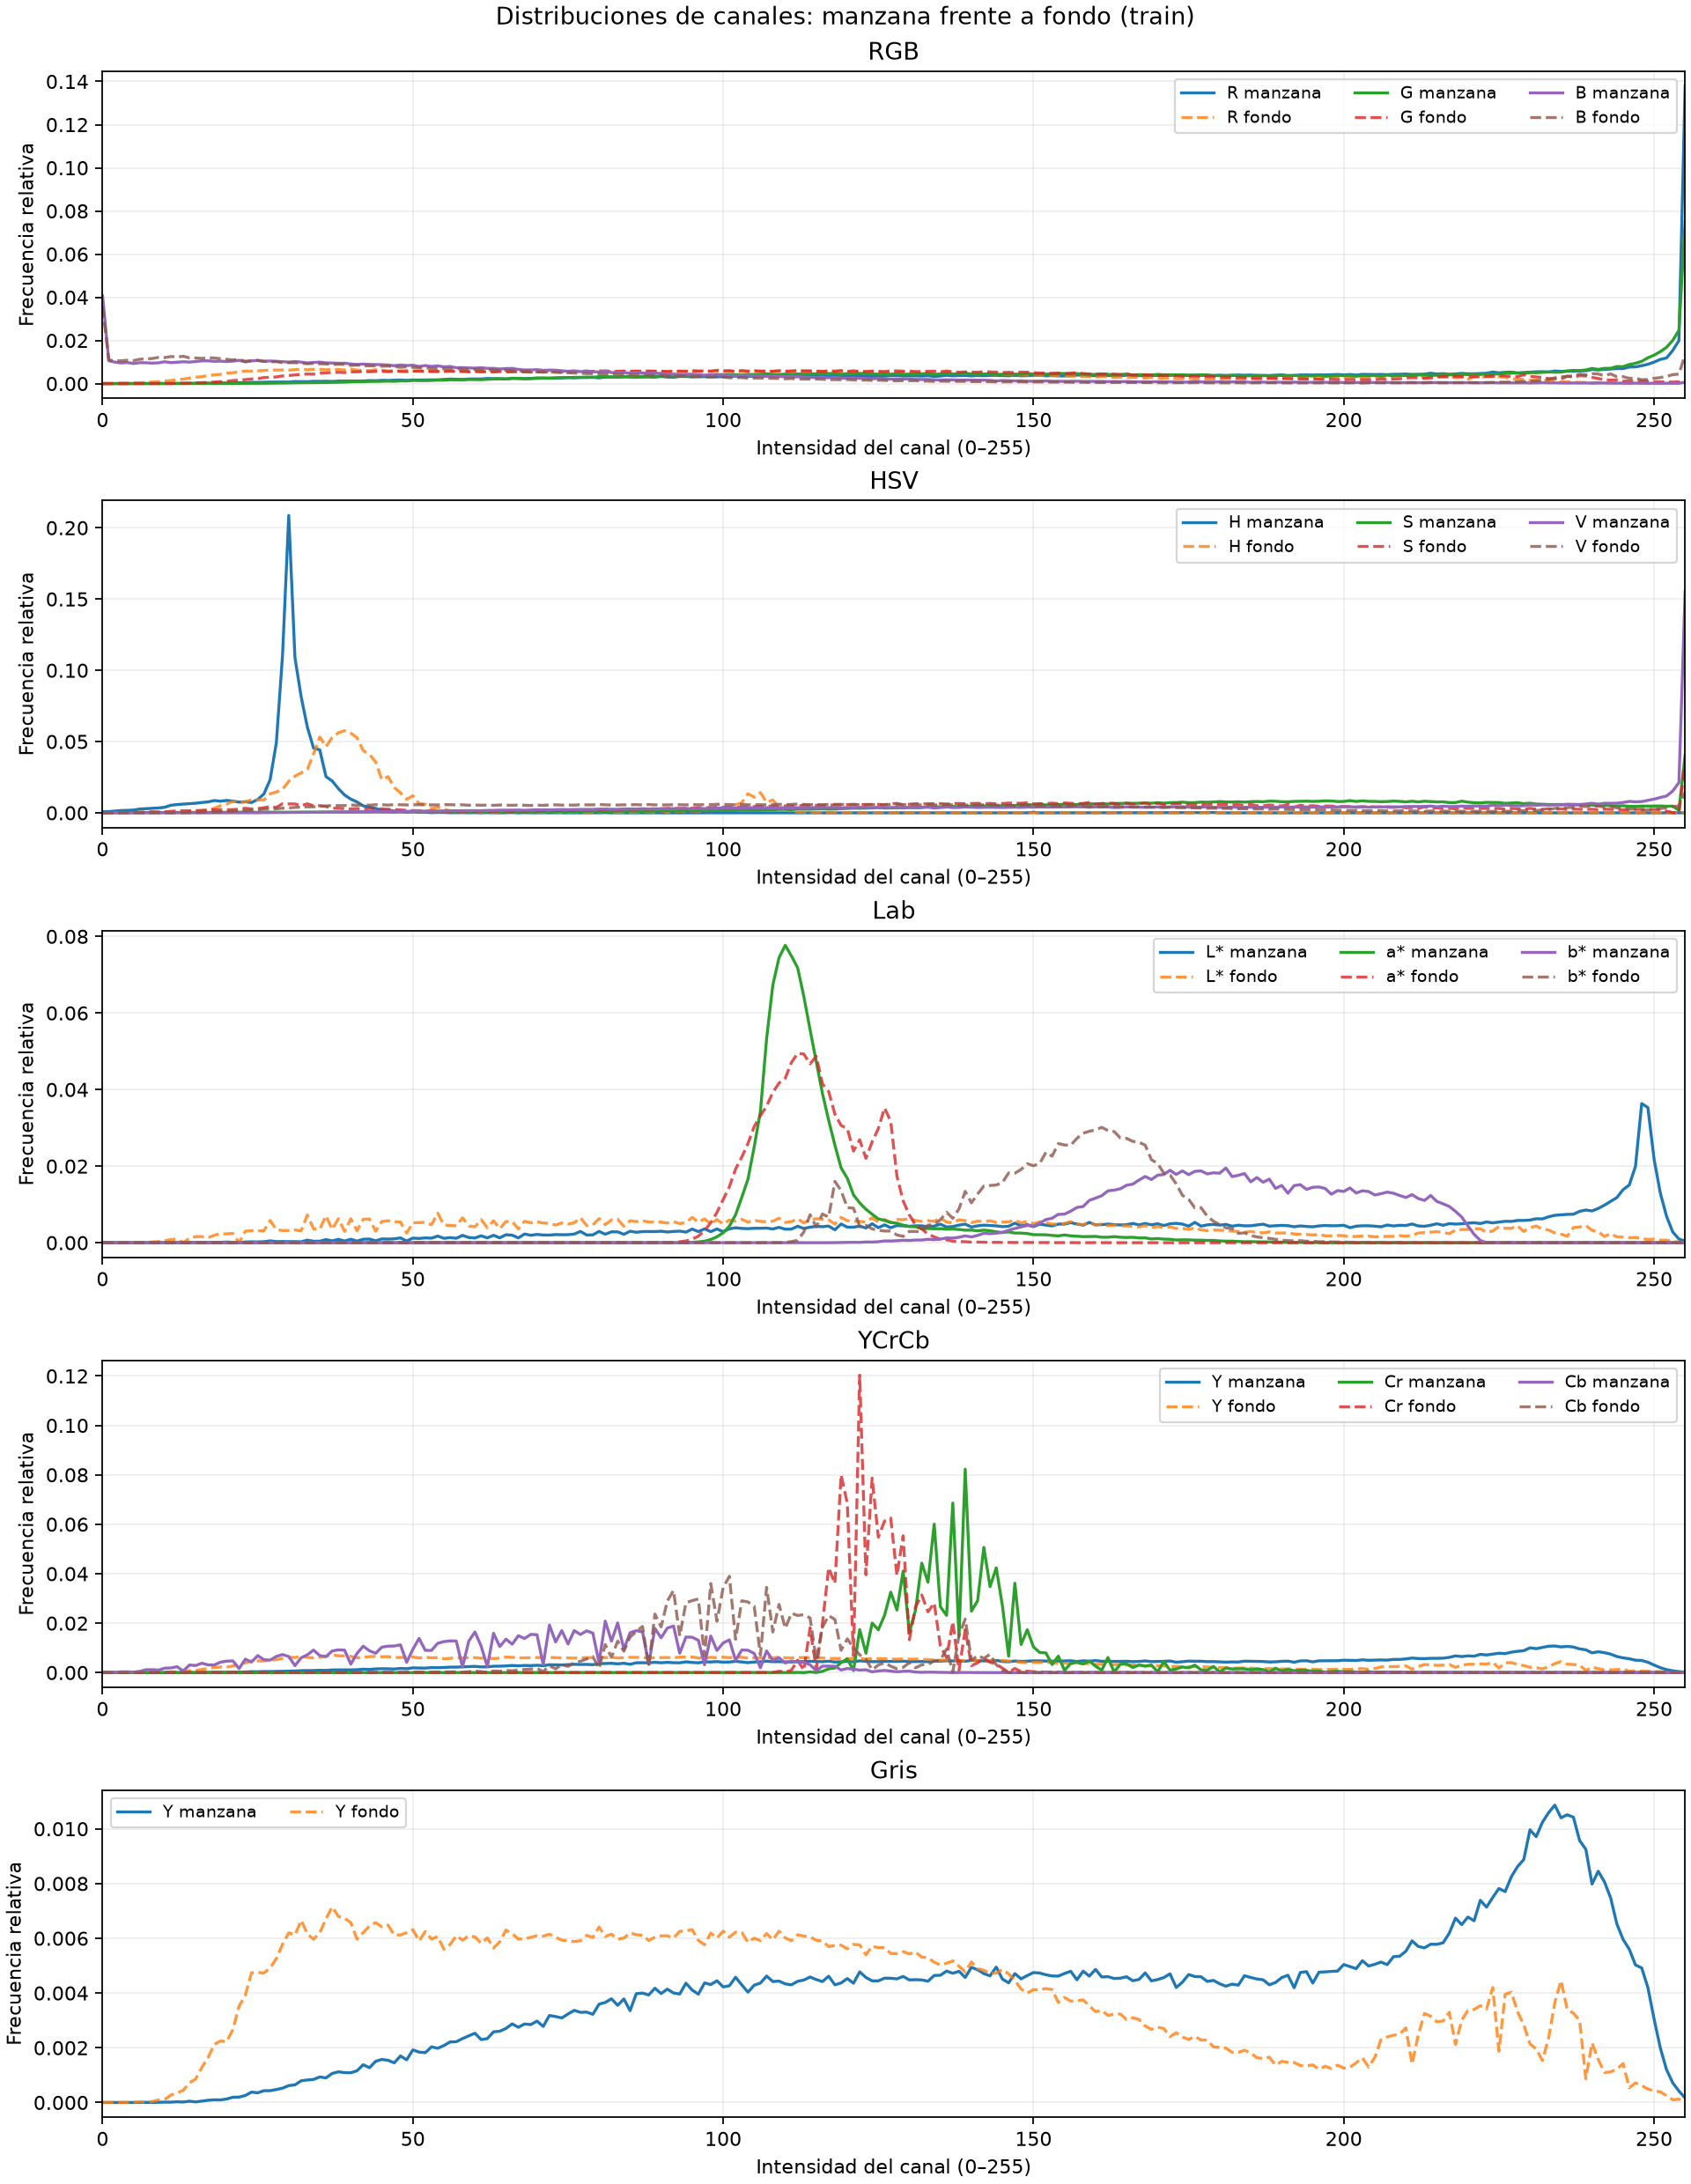 Distribuciones de canales: manzana frente a fondo (train)
RGB
R manzana G manzana B manzana
R fondo G fondo B fondo
0.14
0.12
0.10
0.08
0.06
0.04
0.02
0.00
Frecuencia relativa
0 50 100 150 200 250
Intensidad del canal (0–255)
HSV
H manzana S manzana V manzana
H fondo S fondo V fondo
0.20
0.15
0.10
0.05
0.00
Frecuencia relativa
0 50 100 150 200 250
Intensidad del canal (0–255)
Lab
L* manzana a* manzana b* manzana
L* fondo a* fondo b* fondo
0.08
0.06
0.04
0.02
0.00
Frecuencia relativa
0 50 100 150 200 250
Intensidad del canal (0–255)
YCrCb
Y manzana Cr manzana Cb manzana
Y fondo Cr fondo Cb fondo
0.12
0.10
0.08
0.06
0.04
0.02
0.00
Frecuencia relativa
0 50 100 150 200 250
Intensidad del canal (0–255)
Gris
Y manzana Y fondo
0.010
0.008
0.006
0.004
0.002
0.000
Frecuencia relativa
0 50 100 150 200 250
Intensidad del canal (0–255)